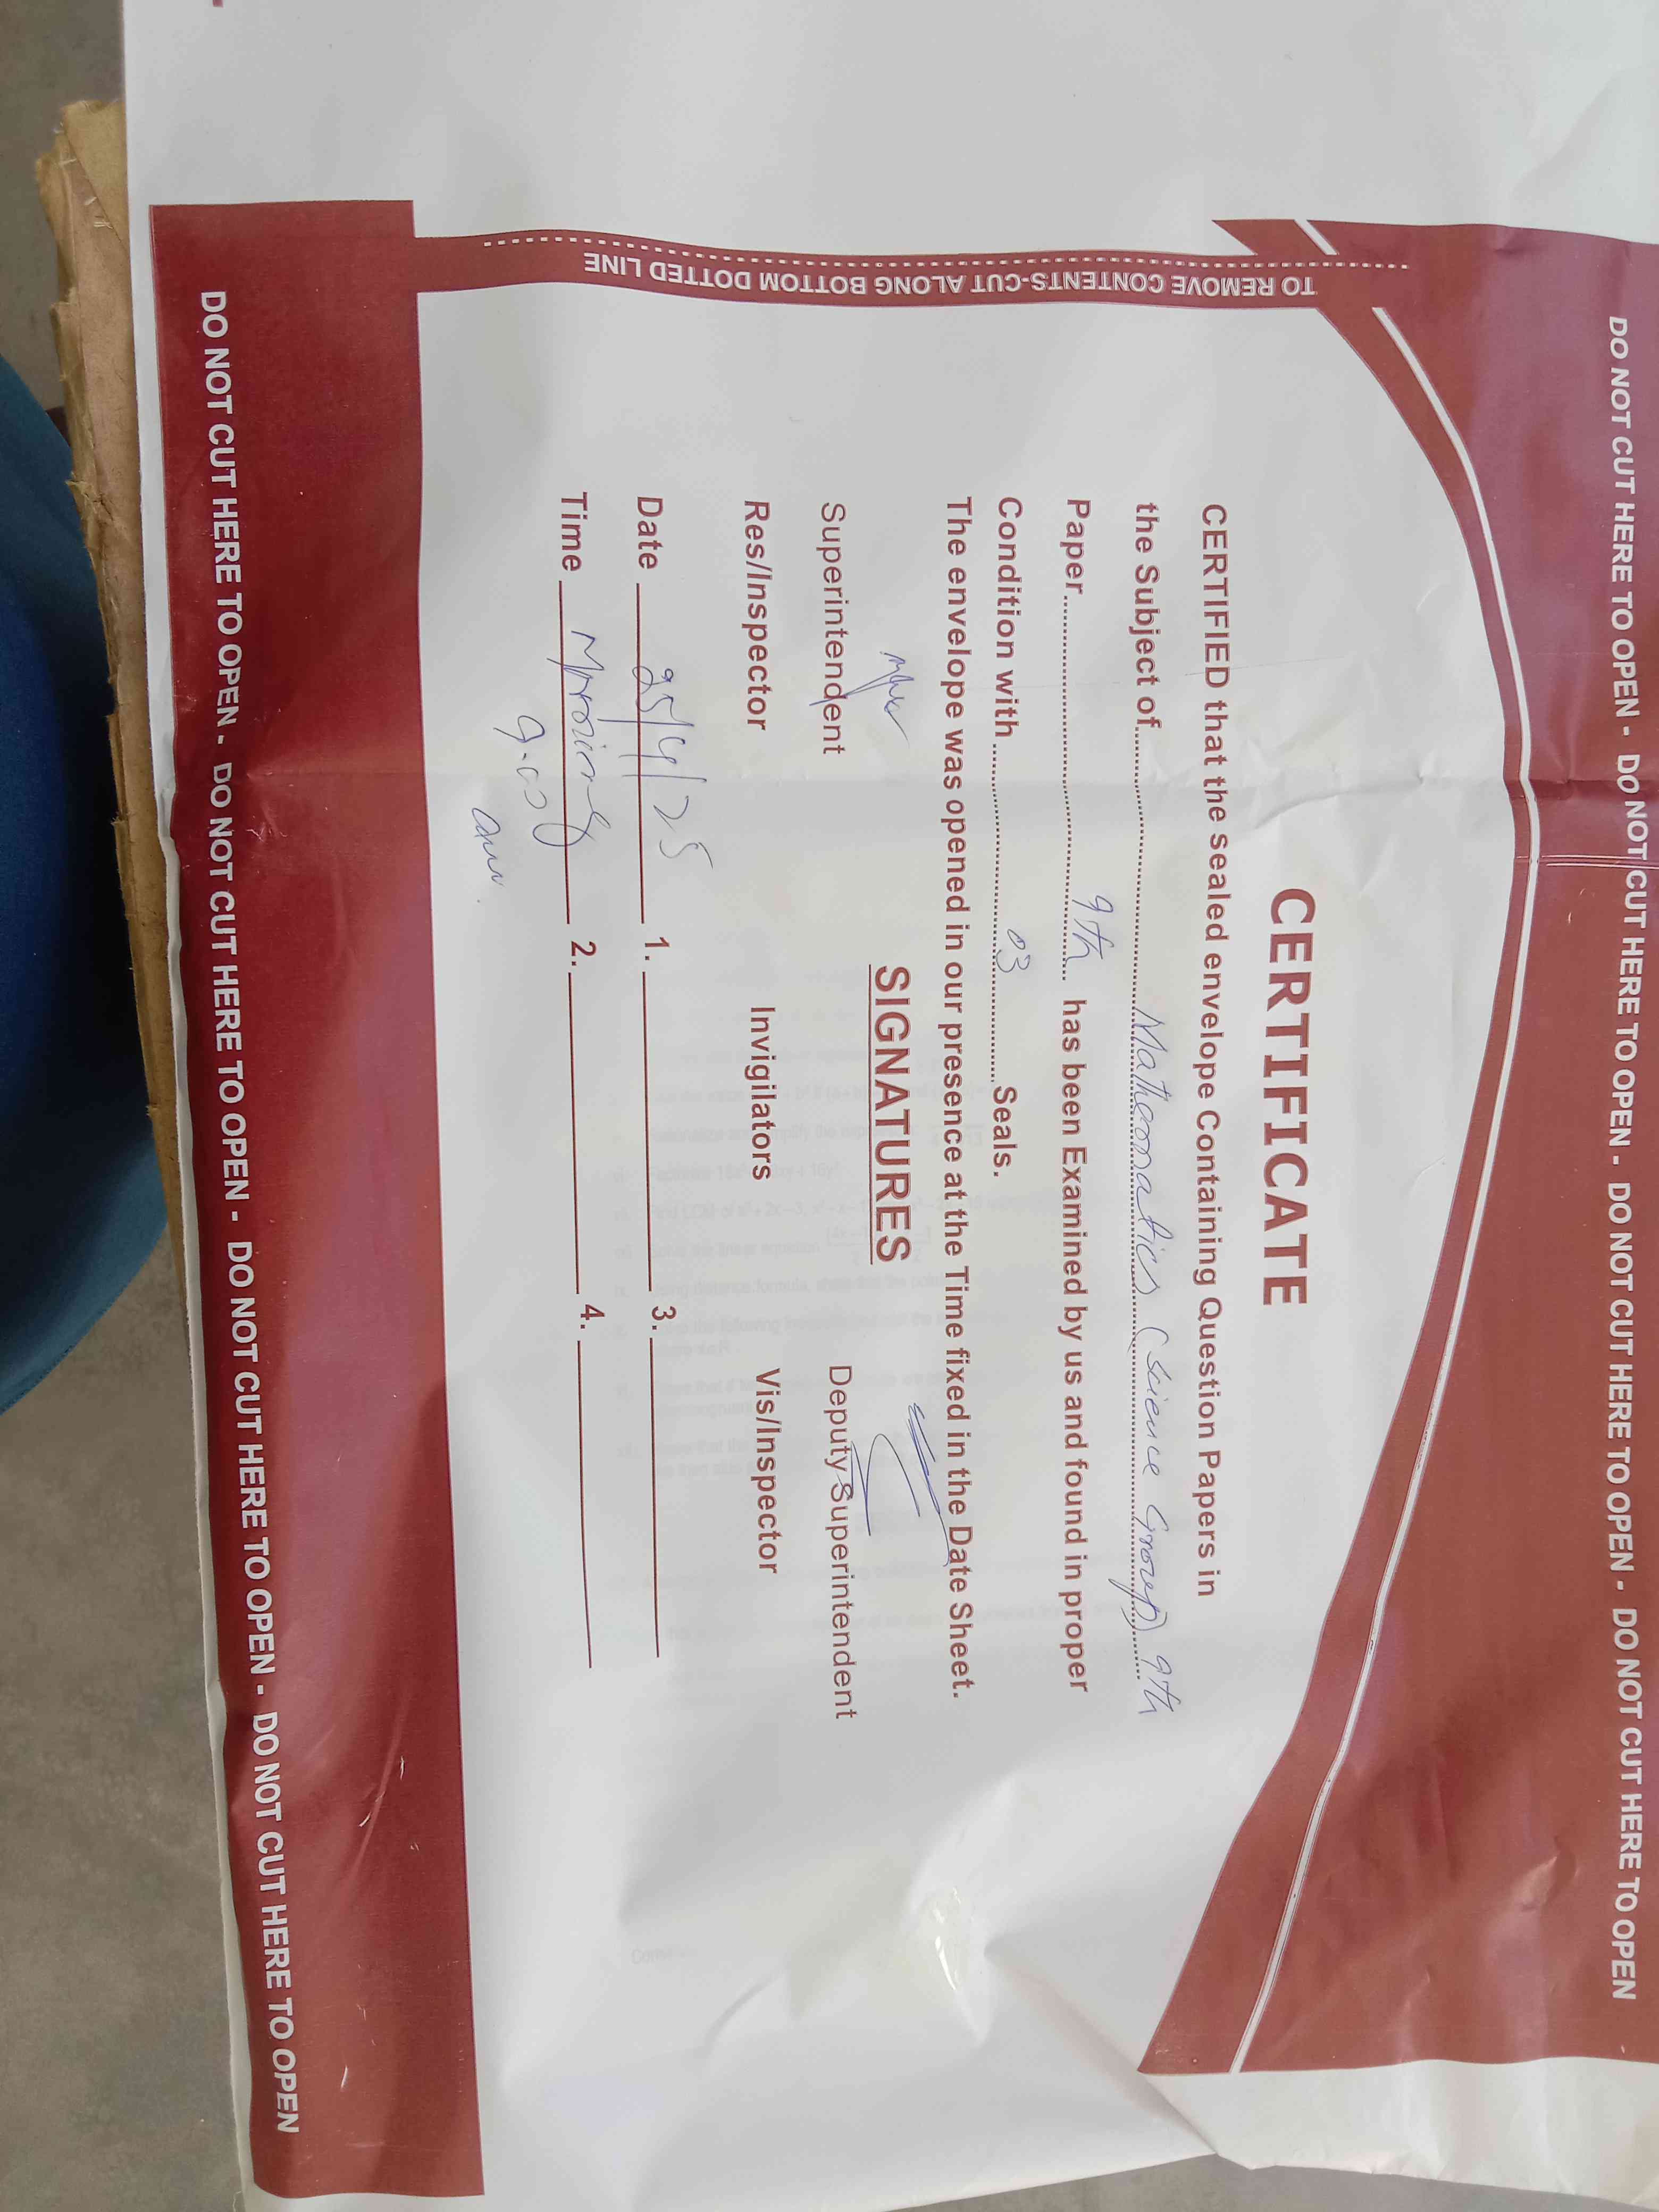 DO NOT CUT HERE TO OPEN - DO NOT CUT HERE TO OPEN - DO NOT CUT HERE TO OPEN - DO NOT CUT HERE TO OPEN
TO REMOVE CONTENTS-CUT ALONG BOTTOM DOTTED LINE
CERTIFICATE
CERTIFIED that the sealed envelope Containing Question Papers in
the Subject of Mathematics (Science Group) 9th
Paper 9th has been Examined by us and found in proper
Condition with 03 Seals.
The envelope was opened in our presence at the Time fixed in the Date Sheet.
SIGNATURES
Superintendent Deputy Superintendent
Res/Inspector Invigilators Vis/Inspector
Date 25/4/25 1. 3.
Time Morning 2. 4.
9.00
am
DO NOT CUT HERE TO OPEN - DO NOT CUT HERE TO OPEN - DO NOT CUT HERE TO OPEN - DO NOT CUT HERE TO OPEN